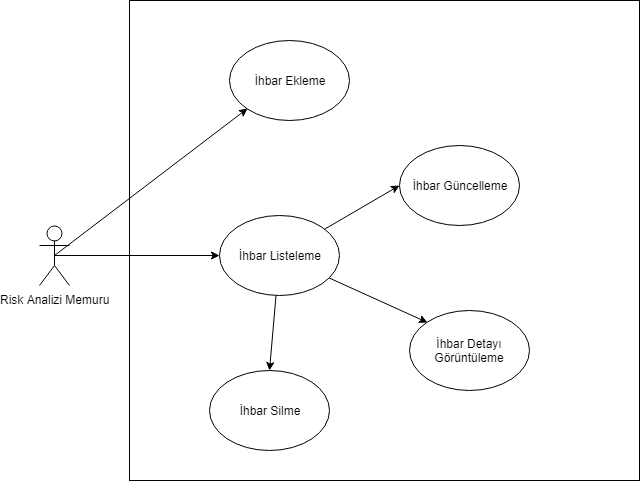 İhbar Ekleme
İhbar Güncelleme
İhbar Listeleme
Risk Analizi Memuru
İhbar Detayı
Görüntüleme
İhbar Silme